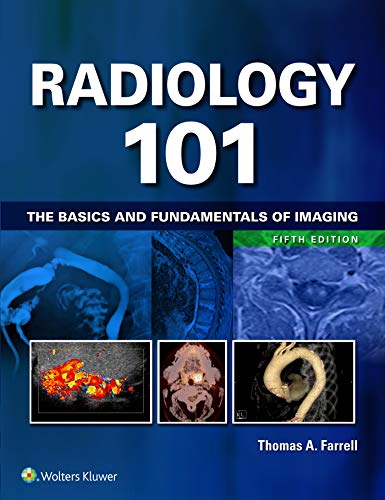 RADIOLOGY
101
THE BASICS AND FUNDAMENTALS OF IMAGING
FIFTH EDITION
Thomas A. Farrell
Wolters Kluwer